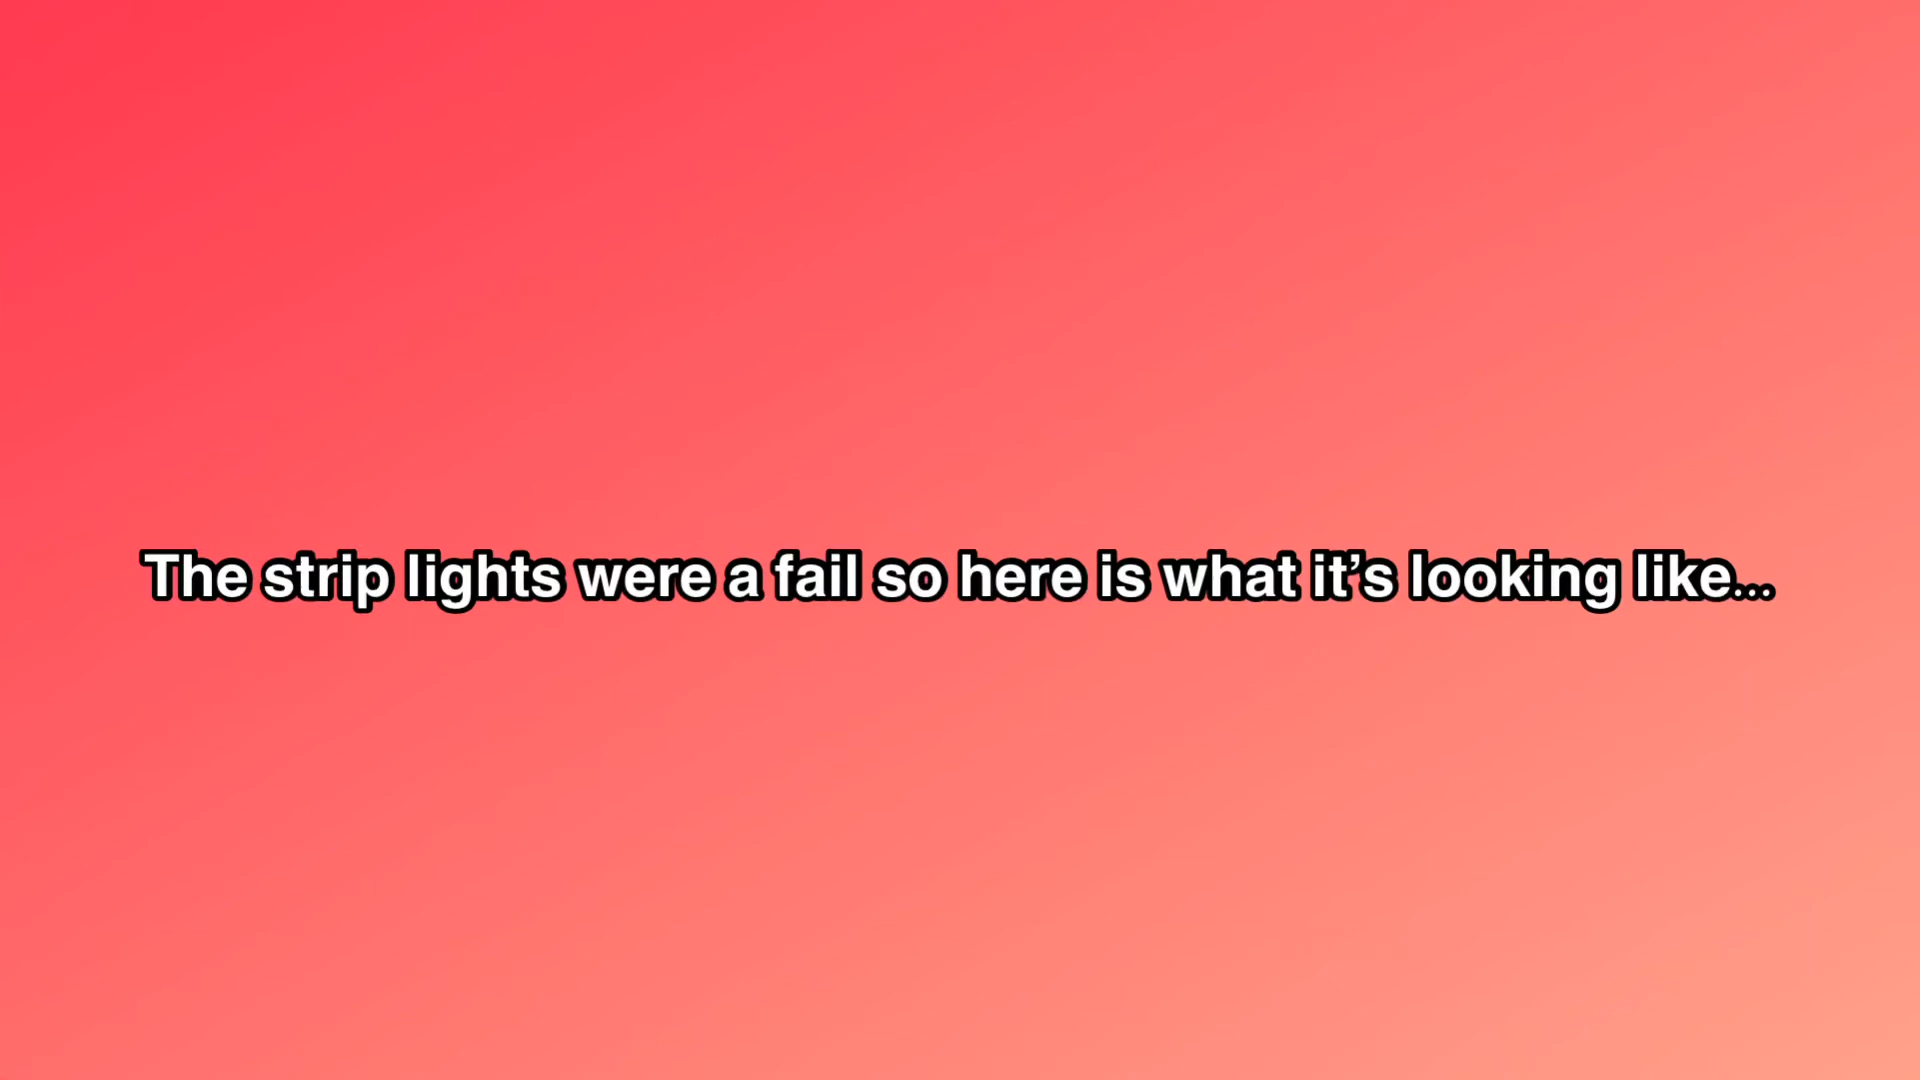 The strip lights were a fail so here is what it’s looking like...